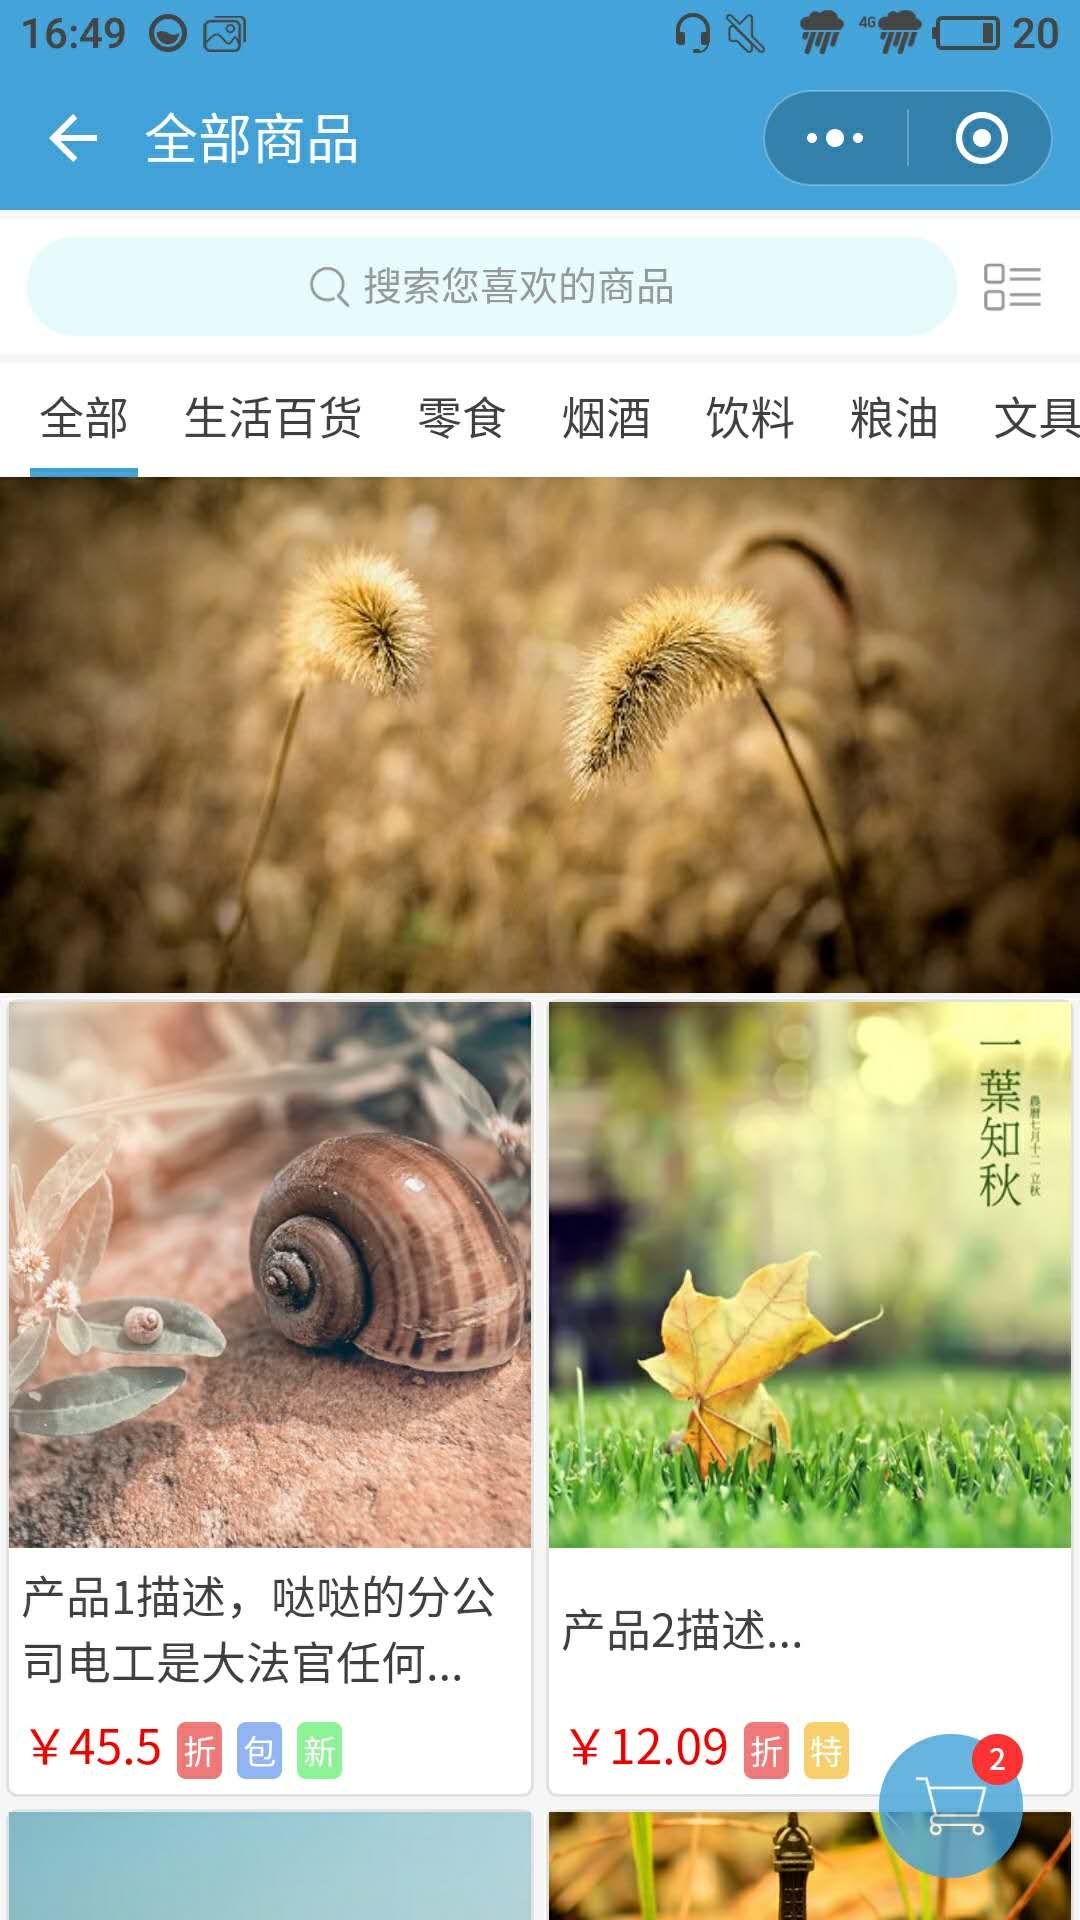 16:49
4G
20
全部商品
搜索您喜欢的商品
全部 生活百货 零食 烟酒 饮料 粮油 文具
一葉知秋
農曆七月十二 立秋
产品1描述，哒哒的分公
司电工是大法官任何...
￥45.5 折 包 新
产品2描述...
￥12.09 折 特
2